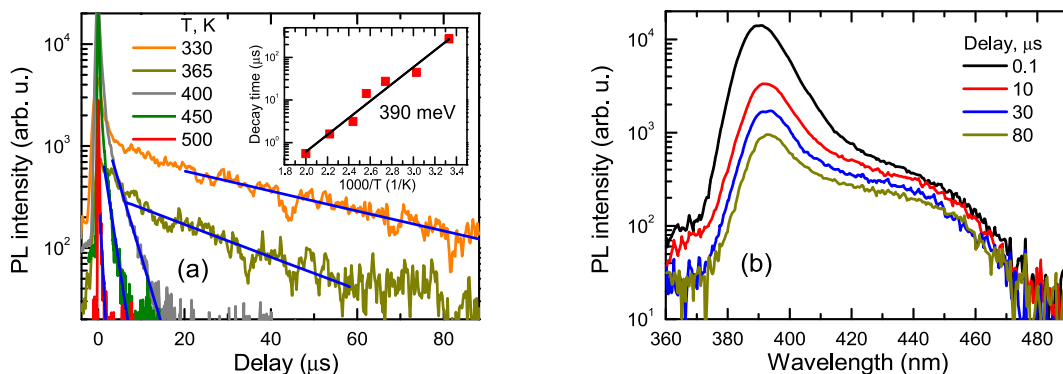 T, K
330
365
400
450
500
PL intensity (arb. u.)
10⁴
10³
10²
0 20 40 60 80
Delay (μs)
(a)
Decay time (μs)
10²
10¹
10⁰
390 meV
1.8 2.0 2.2 2.4 2.6 2.8 3.0 3.2 3.4
1000/T (1/K)
PL intensity (arb. u.)
10⁴
10³
10²
10¹
Delay, μs
0.1
10
30
80
(b)
360 380 400 420 440 460 480
Wavelength (nm)